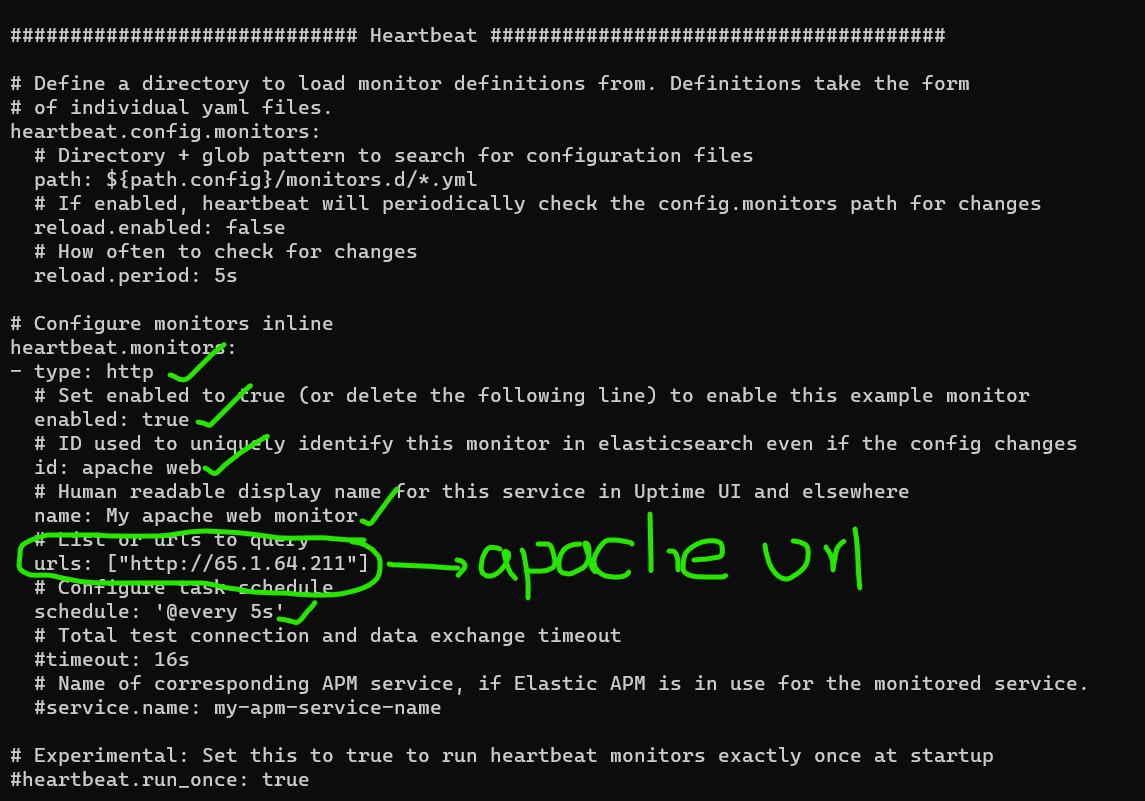 ############################# Heartbeat ######################################
# Define a directory to load monitor definitions from. Definitions take the form
# of individual yaml files.
heartbeat.config.monitors:
  # Directory + glob pattern to search for configuration files
  path: ${path.config}/monitors.d/*.yml
  # If enabled, heartbeat will periodically check the config.monitors path for changes
  reload.enabled: false
  # How often to check for changes
  reload.period: 5s
# Configure monitors inline
heartbeat.monitors:
- type: http
  # Set enabled to true (or delete the following line) to enable this example monitor
  enabled: true
  # ID used to uniquely identify this monitor in elasticsearch even if the config changes
  id: apache web
  # Human readable display name for this service in Uptime UI and elsewhere
  name: My apache web monitor
  # List or urls to query
  urls: ["http://65.1.64.211"]
apache url
  # Configure task schedule
  schedule: '@every 5s'
  # Total test connection and data exchange timeout
  #timeout: 16s
  # Name of corresponding APM service, if Elastic APM is in use for the monitored service.
  #service.name: my-apm-service-name
# Experimental: Set this to true to run heartbeat monitors exactly once at startup
#heartbeat.run_once: true